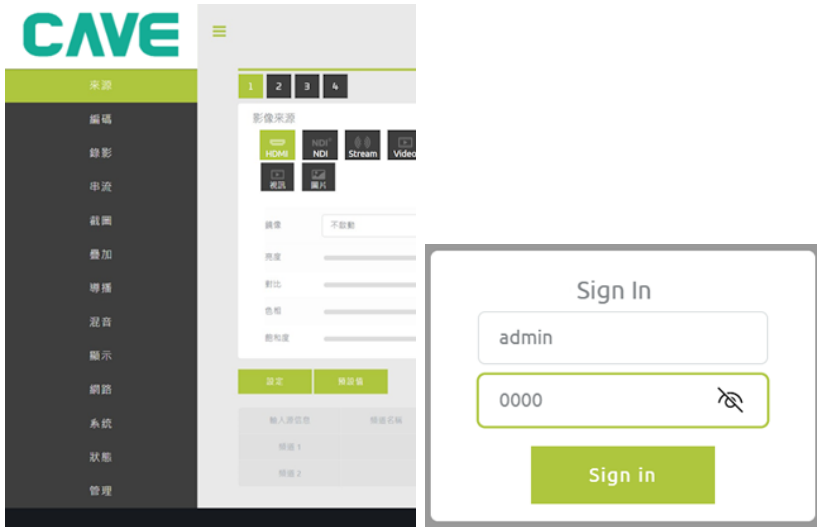 CAVE
來源
編碼
錄影
串流
截圖
疊加
導播
混音
顯示
網路
系統
狀態
管理
1 2 3 4
影像來源
HDMI
NDI®
NDI
Stream
Video
視訊
圖片
鏡像 不啟動
亮度
對比
色相
飽和度
設定 預設值
輸入源信息 頻道名稱
頻道 1
頻道 2
Sign In
admin
0000
Sign in